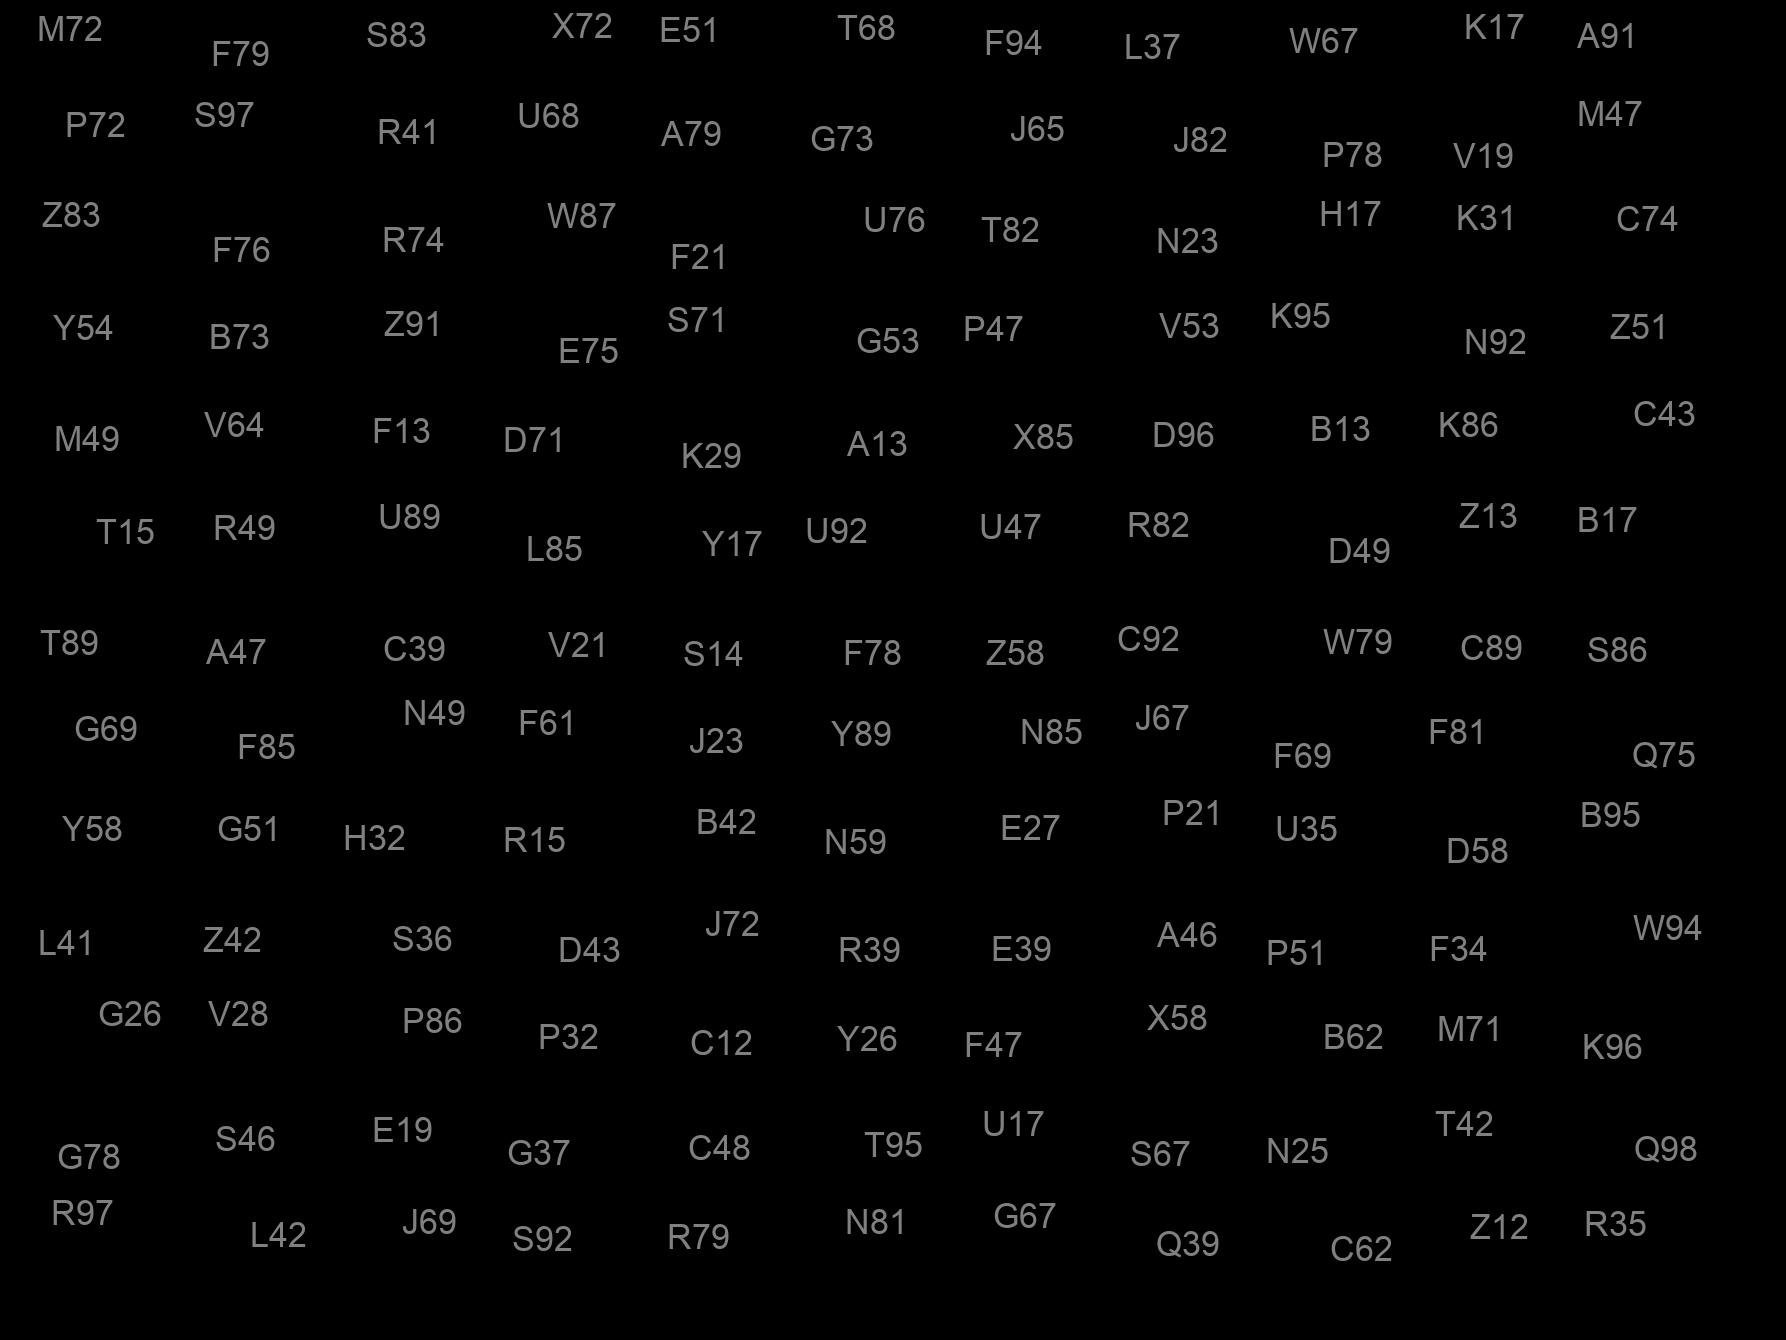 M72 F79 S83 X72 E51 T68 F94 L37 W67 K17 A91
P72 S97 R41 U68 A79 G73 J65 J82 P78 V19 M47
Z83 F76 R74 W87 F21 U76 T82 N23 H17 K31 C74
Y54 B73 Z91 E75 S71 G53 P47 V53 K95 N92 Z51
M49 V64 F13 D71 K29 A13 X85 D96 B13 K86 C43
T15 R49 U89 L85 Y17 U92 U47 R82 D49 Z13 B17
T89 A47 C39 V21 S14 F78 Z58 C92 W79 C89 S86
G69 F85 N49 F61 J23 Y89 N85 J67 F69 F81 Q75
Y58 G51 H32 R15 B42 N59 E27 P21 U35 D58 B95
L41 Z42 S36 D43 J72 R39 E39 A46 P51 F34 W94
G26 V28 P86 P32 C12 Y26 F47 X58 B62 M71 K96
G78 S46 E19 G37 C48 T95 U17 S67 N25 T42 Q98
R97 L42 J69 S92 R79 N81 G67 Q39 C62 Z12 R35